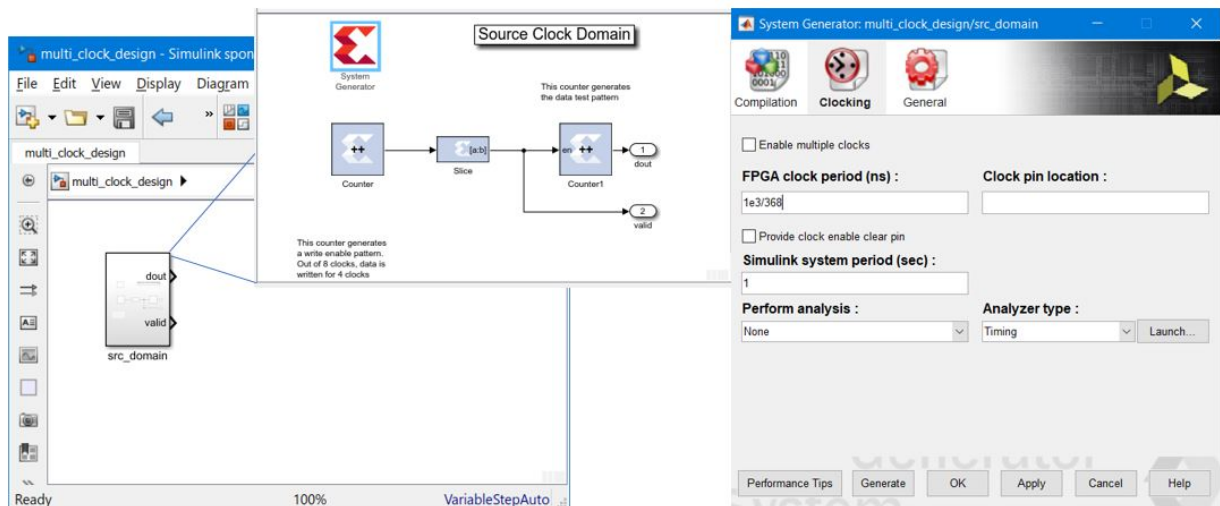 multi_clock_design - Simulink spon
File Edit View Display Diagram
»
multi_clock_design
multi_clock_design
dout
valid
src_domain
»
Ready
100%
VariableStepAuto
System
Generator
Source Clock Domain
This counter generates
the data test pattern
++
Counter
[a:b]
Slice
en ++
Counter1
1
dout
2
valid
This counter generates
a write enable pattern.
Out of 8 clocks, data is
written for 4 clocks
System Generator: multi_clock_design/src_domain
Compilation
Clocking
General
Enable multiple clocks
FPGA clock period (ns) :
Clock pin location :
1e3/368
Provide clock enable clear pin
Simulink system period (sec) :
1
Perform analysis :
Analyzer type :
None
Timing
Launch...
Performance Tips
Generate
OK
Apply
Cancel
Help